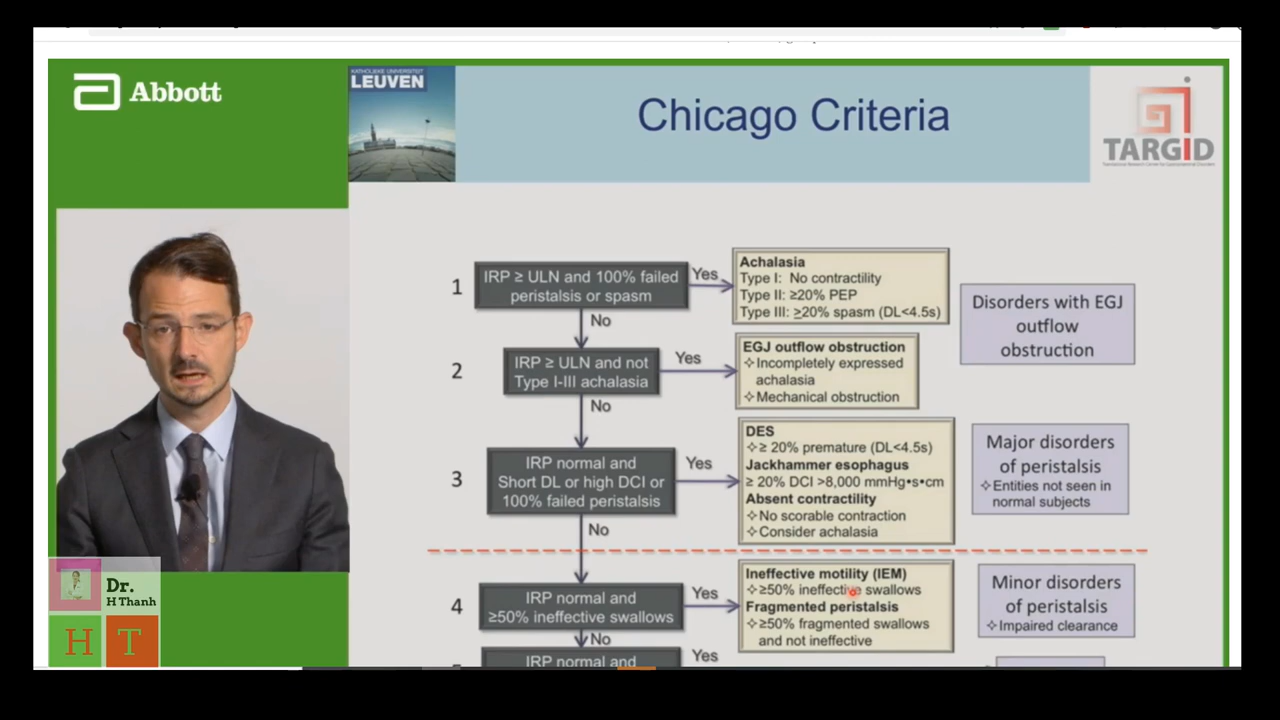 Abbott
KATHOLIEKE UNIVERSITEIT
LEUVEN
Chicago Criteria
TARGID
1
IRP ≥ ULN and 100% failed
peristalsis or spasm
Yes
Achalasia
Type I: No contractility
Type II: ≥20% PEP
Type III: ≥20% spasm (DL<4.5s)
Disorders with EGJ
outflow
obstruction
No
2
IRP ≥ ULN and not
Type I-III achalasia
Yes
EGJ outflow obstruction
✧Incompletely expressed
achalasia
✧Mechanical obstruction
No
3
IRP normal and
Short DL or high DCI or
100% failed peristalsis
Yes
DES
✧≥ 20% premature (DL<4.5s)
Jackhammer esophagus
≥ 20% DCI >8,000 mmHg•s•cm
Absent contractility
✧No scorable contraction
✧Consider achalasia
Major disorders
of peristalsis
✧Entities not seen in
normal subjects
No
4
IRP normal and
≥50% ineffective swallows
Yes
Ineffective motility (IEM)
✧≥50% ineffective swallows
Fragmented peristalsis
✧≥50% fragmented swallows
and not ineffective
Minor disorders
of peristalsis
✧Impaired clearance
No
IRP normal and
Yes
Dr.
H Thanh
H T